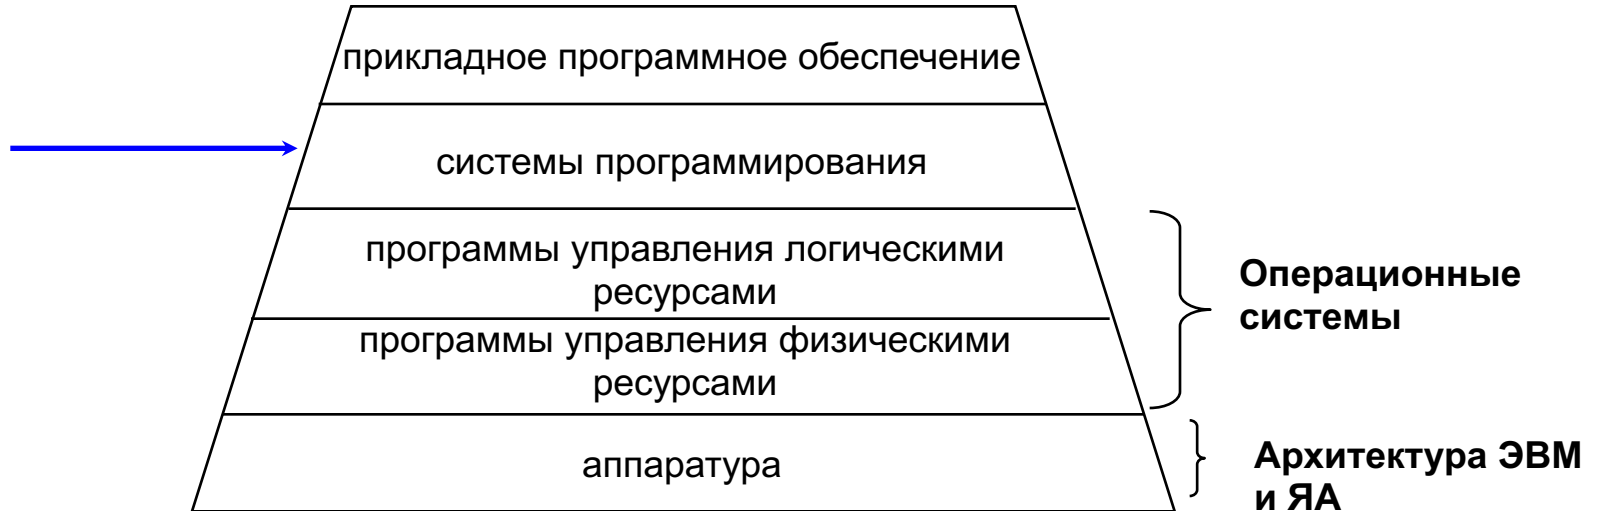 прикладное программное обеспечение
системы программирования
программы управления логическими
ресурсами
программы управления физическими
ресурсами
Операционные
системы
аппаратура
Архитектура ЭВМ
и ЯА